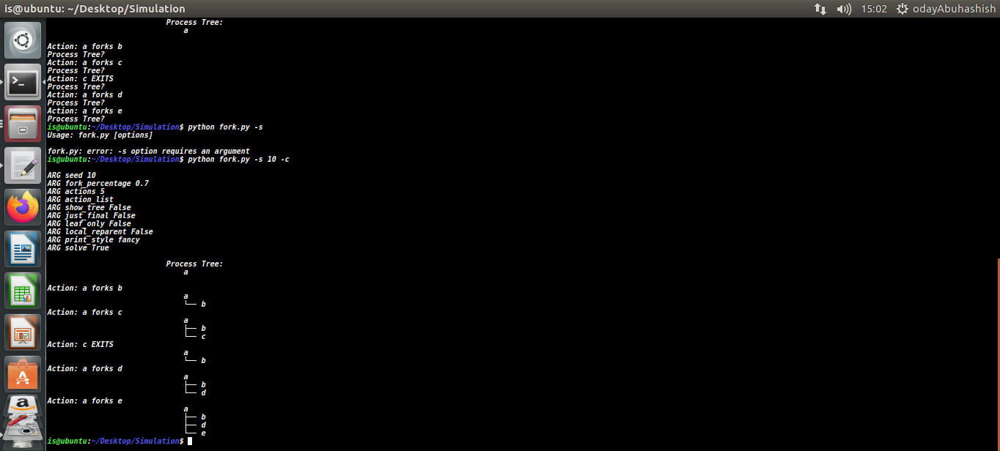 is@ubuntu: ~/Desktop/Simulation
15:02 odayAbuhashish
Process Tree:
a
Action: a forks b
Process Tree?
Action: a forks c
Process Tree?
Action: c EXITS
Process Tree?
Action: a forks d
Process Tree?
Action: a forks e
Process Tree?
is@ubuntu:~/Desktop/Simulation$ python fork.py -s
Usage: fork.py [options]
fork.py: error: -s option requires an argument
is@ubuntu:~/Desktop/Simulation$ python fork.py -s 10 -c
ARG seed 10
ARG fork_percentage 0.7
ARG actions 5
ARG action_list
ARG show_tree False
ARG just_final False
ARG leaf_only False
ARG local_reparent False
ARG print_style fancy
ARG solve True
Process Tree:
a
Action: a forks b
a
└── b
Action: a forks c
a
├── b
└── c
Action: c EXITS
a
└── b
Action: a forks d
a
├── b
└── d
Action: a forks e
a
├── b
├── d
└── e
is@ubuntu:~/Desktop/Simulation$